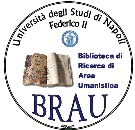 Università degli Studi di Napoli
Federico II
Biblioteca di
Ricerca di
Area
Umanistica
BRAU